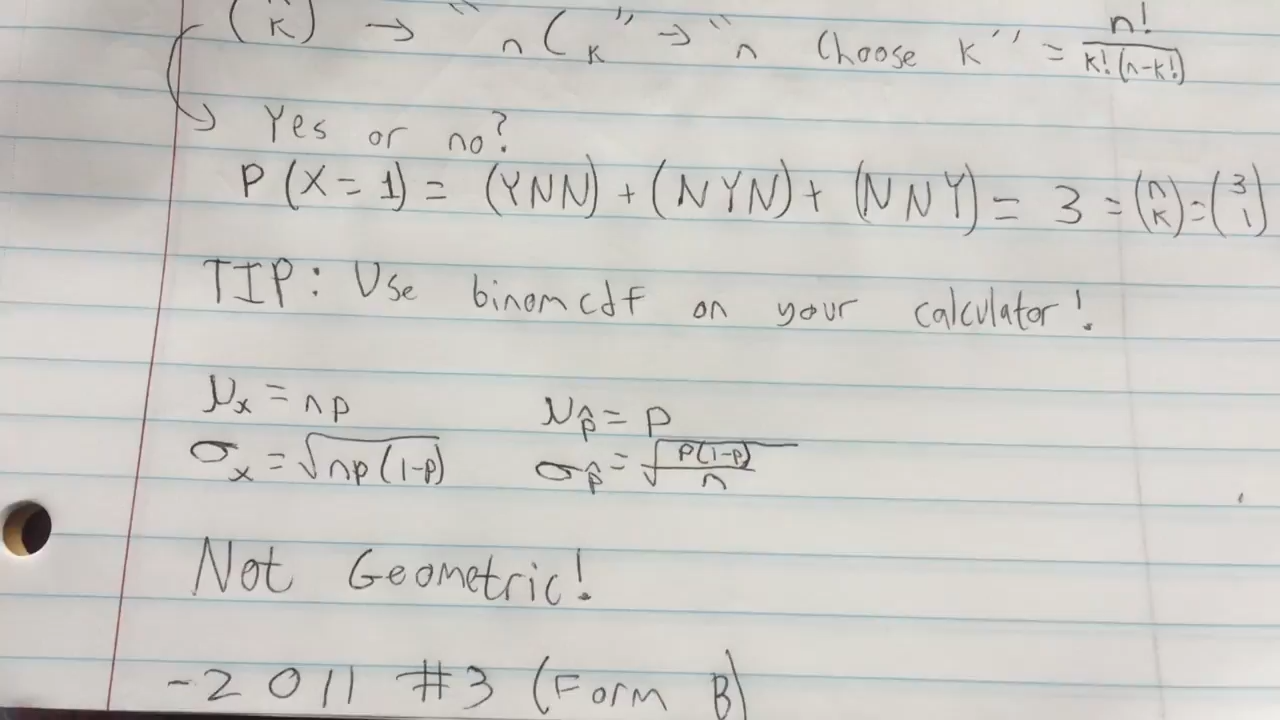 (n k) → "nCk" → "n choose k" = n!/k!(n-k!)
Yes or no?
P(X=1) = (YNN) + (NYN) + (NNY) = 3 = (n k) = (3 1)
TIP: Use binomcdf on your calculator!
μx = np μp̂ = p
σx = √np(1-p) σp̂ = √p(1-p)/n
Not Geometric!
-2011 #3 (Form B)